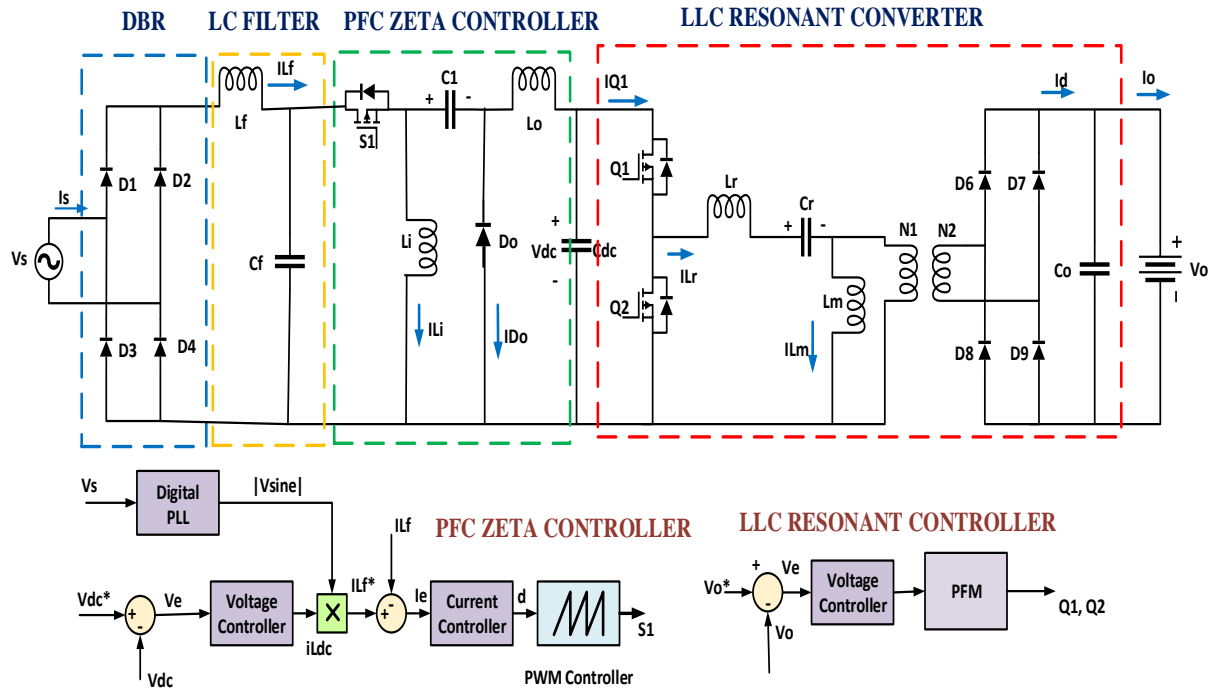 DBR
LC FILTER
PFC ZETA CONTROLLER
LLC RESONANT CONVERTER
ILf
Lf
S1
C1
+ -
Lo
IQ1
Id
Io
D1
D2
Is
Vs
Cf
Li
Do
+
Vdc
-
Cdc
Q1
Lr
Cr
+ -
N1
N2
D6
D7
ILr
Q2
Lm
Co
+
Vo
D3
D4
ILi
IDo
ILm
D8
D9
Vs
Digital
PLL
|Vsine|
ILf
PFC ZETA CONTROLLER
LLC RESONANT CONTROLLER
Vdc*
+
-
Ve
Voltage
Controller
iLdc
X
ILf*
+
-
Ie
Current
Controller
d
S1
PWM Controller
Vdc
+
Vo*
-
Ve
Vo
Voltage
Controller
PFM
Q1, Q2